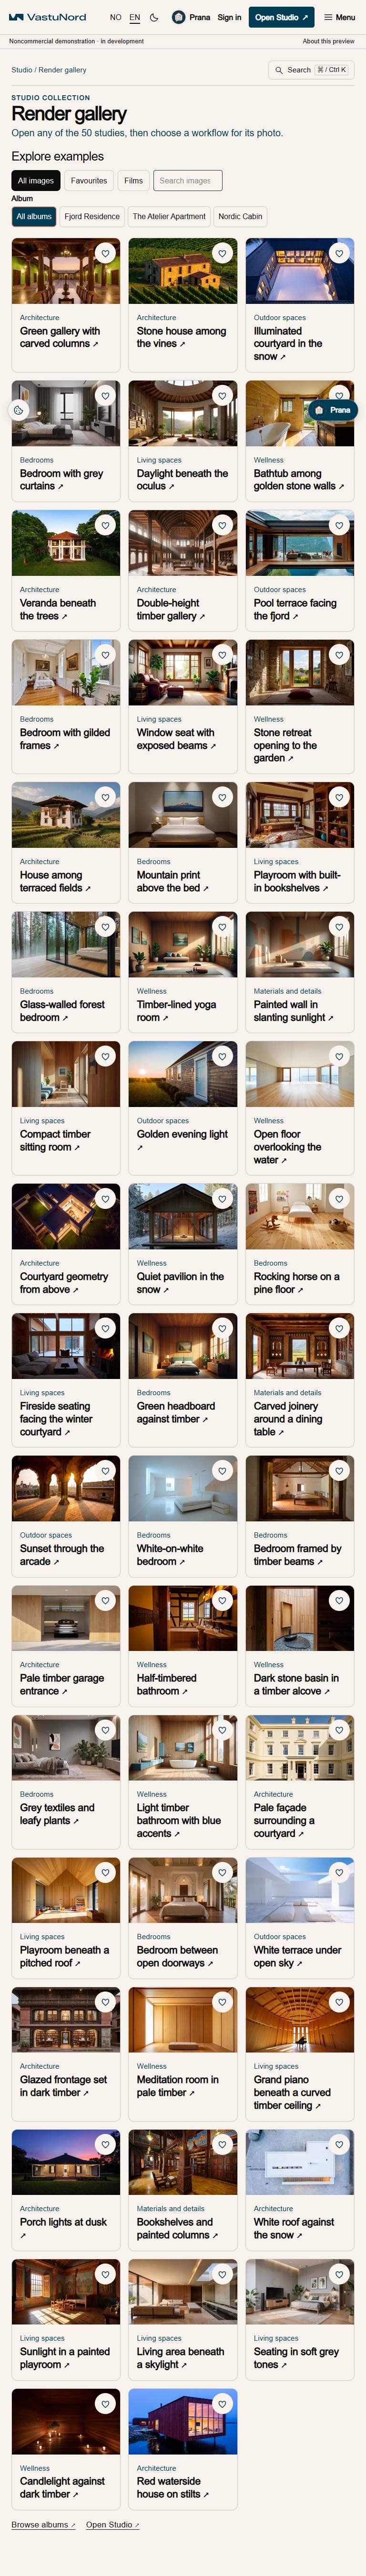 VastuNord
NO EN Prana Sign in Open Studio ↗ Menu
Noncommercial demonstration · in development About this preview
Studio / Render gallery Search ⌘ / Ctrl K
STUDIO COLLECTION
Render gallery
Open any of the 50 studies, then choose a workflow for its photo.
Explore examples
All images Favourites Films Search images
Album
All albums Fjord Residence The Atelier Apartment Nordic Cabin
Architecture
Green gallery with
carved columns ↗
Architecture
Stone house among
the vines ↗
Outdoor spaces
Illuminated
courtyard in the
snow ↗
Prana
Bedrooms
Bedroom with grey
curtains ↗
Living spaces
Daylight beneath the
oculus ↗
Wellness
Bathtub among
golden stone walls ↗
Architecture
Veranda beneath
the trees ↗
Architecture
Double-height
timber gallery ↗
Outdoor spaces
Pool terrace facing
the fjord ↗
Bedrooms
Bedroom with gilded
frames ↗
Living spaces
Window seat with
exposed beams ↗
Wellness
Stone retreat
opening to the
garden ↗
Architecture
House among
terraced fields ↗
Bedrooms
Mountain print
above the bed ↗
Living spaces
Playroom with built-
in bookshelves ↗
Bedrooms
Glass-walled forest
bedroom ↗
Wellness
Timber-lined yoga
room ↗
Materials and details
Painted wall in
slanting sunlight ↗
Living spaces
Compact timber
sitting room ↗
Outdoor spaces
Golden evening light
↗
Wellness
Open floor
overlooking the
water ↗
Architecture
Courtyard geometry
from above ↗
Wellness
Quiet pavilion in the
snow ↗
Bedrooms
Rocking horse on a
pine floor ↗
Living spaces
Fireside seating
facing the winter
courtyard ↗
Bedrooms
Green headboard
against timber ↗
Materials and details
Carved joinery
around a dining
table ↗
Outdoor spaces
Sunset through the
arcade ↗
Bedrooms
White-on-white
bedroom ↗
Bedrooms
Bedroom framed by
timber beams ↗
Architecture
Pale timber garage
entrance ↗
Wellness
Half-timbered
bathroom ↗
Wellness
Dark stone basin in
a timber alcove ↗
Bedrooms
Grey textiles and
leafy plants ↗
Wellness
Light timber
bathroom with blue
accents ↗
Architecture
Pale façade
surrounding a
courtyard ↗
Living spaces
Playroom beneath a
pitched roof ↗
Bedrooms
Bedroom between
open doorways ↗
Outdoor spaces
White terrace under
open sky ↗
Architecture
Glazed frontage set
in dark timber ↗
Wellness
Meditation room in
pale timber ↗
Living spaces
Grand piano
beneath a curved
timber ceiling ↗
Architecture
Porch lights at dusk
↗
Materials and details
Bookshelves and
painted columns ↗
Architecture
White roof against
the snow ↗
Living spaces
Sunlight in a painted
playroom ↗
Living spaces
Living area beneath
a skylight ↗
Living spaces
Seating in soft grey
tones ↗
Wellness
Candlelight against
dark timber ↗
Architecture
Red waterside
house on stilts ↗
Browse albums ↗ Open Studio ↗